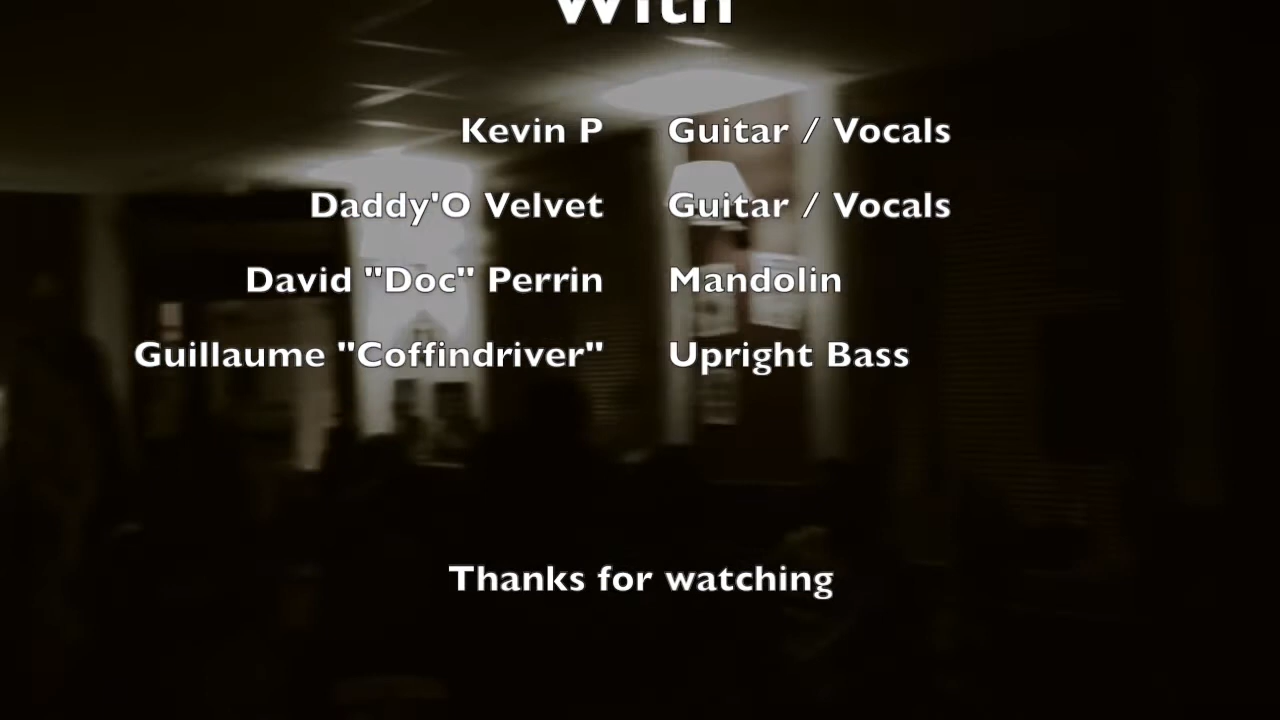 With
Kevin P Guitar / Vocals
Daddy'O Velvet Guitar / Vocals
David "Doc" Perrin Mandolin
Guillaume "Coffindriver" Upright Bass
Thanks for watching